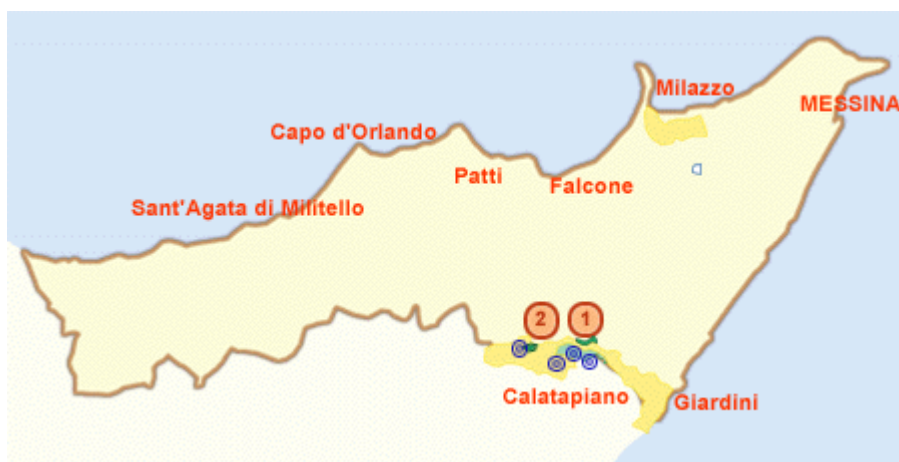 Milazzo
MESSINA
Capo d'Orlando
Patti
Falcone
Sant'Agata di Militello
2
1
Calatapiano
Giardini